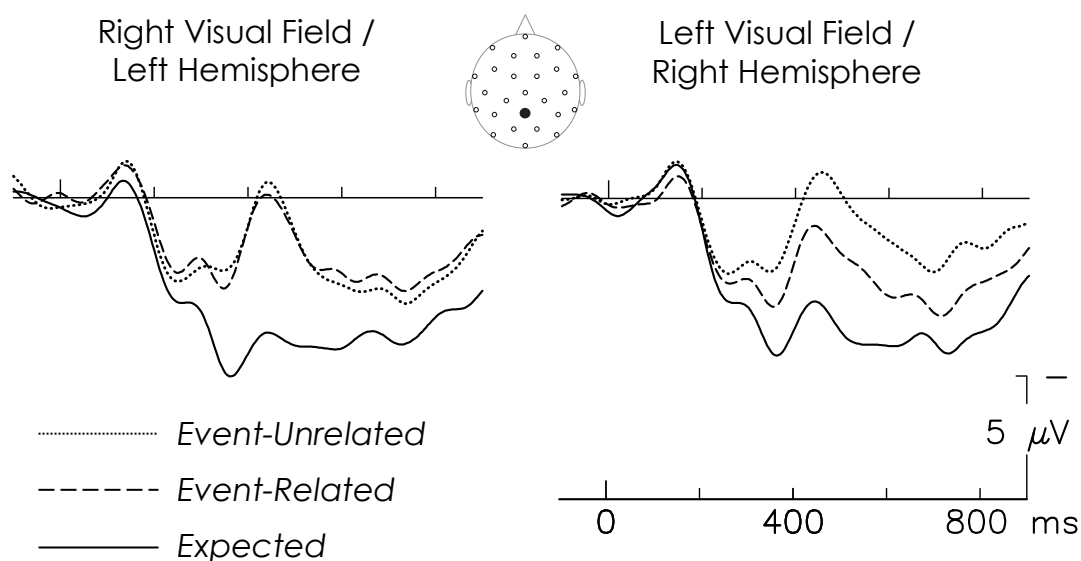 Right Visual Field /
Left Hemisphere
Left Visual Field /
Right Hemisphere
Event-Unrelated
Event-Related
Expected
–
5 μV
0 400 800 ms